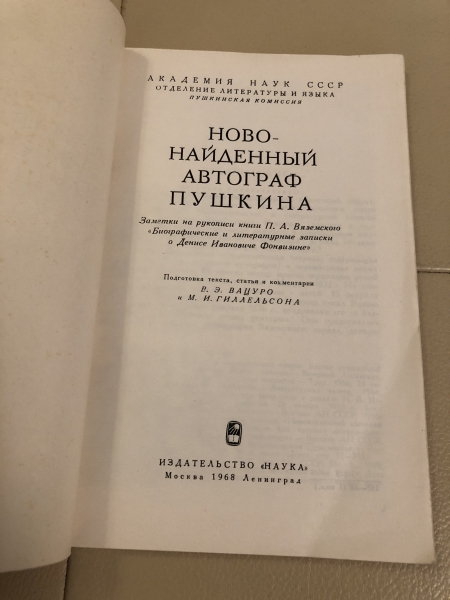 АКАДЕМИЯ НАУК СССР
ОТДЕЛЕНИЕ ЛИТЕРАТУРЫ И ЯЗЫКА
ПУШКИНСКАЯ КОМИССИЯ
НОВО-
НАЙДЕННЫЙ
АВТОГРАФ
ПУШКИНА
Заметки на рукописи книги П. А. Вяземского
«Биографические и литературные записки
о Денисе Ивановиче Фонвизине»
Подготовка текста, статья и комментарии
В. Э. ВАЦУРО
и М. И. ГИЛЛЕЛЬСОНА
ИЗДАТЕЛЬСТВО «НАУКА»
Москва 1968 Ленинград